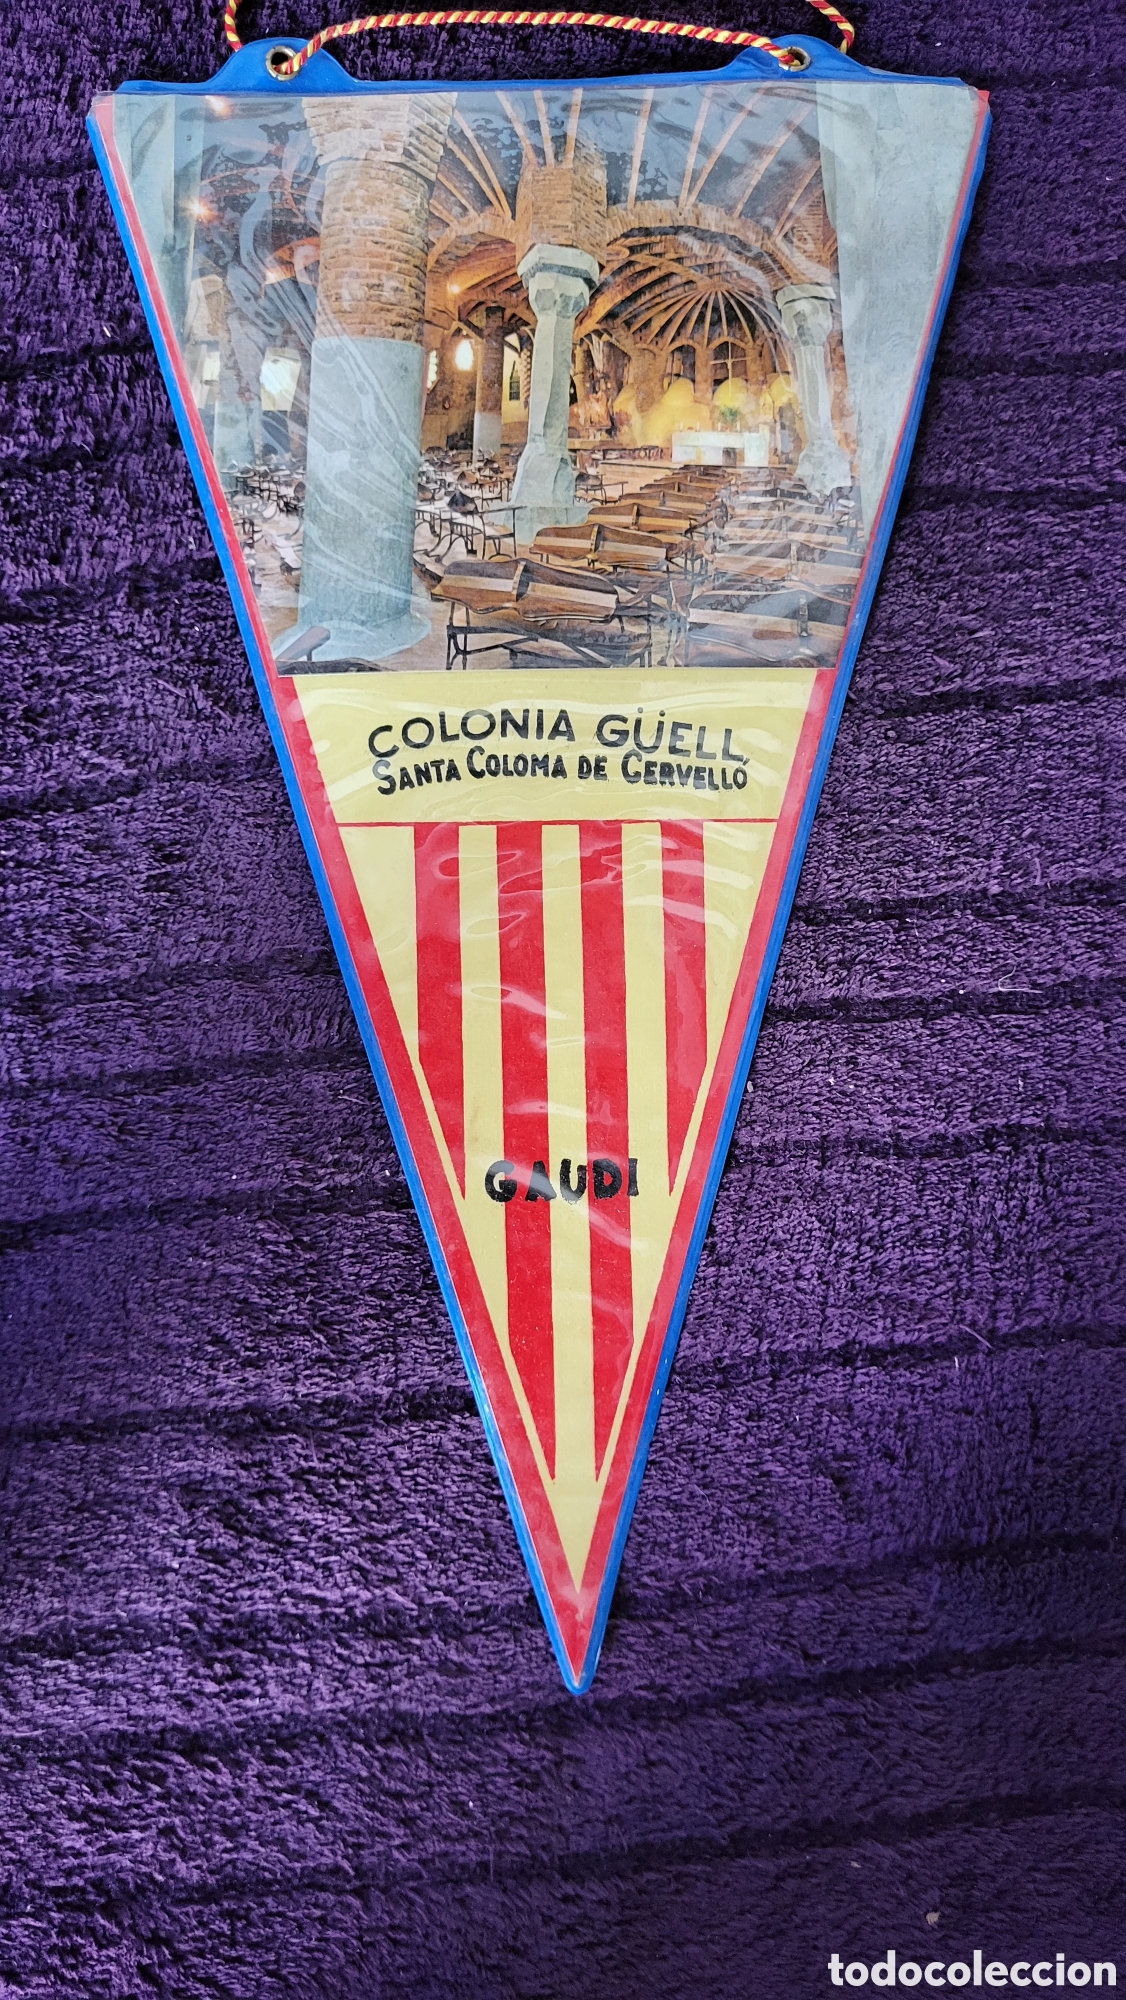 COLONIA GÜELL,
SANTA COLOMA DE CERVELLÓ
GAUDI
todocoleccion